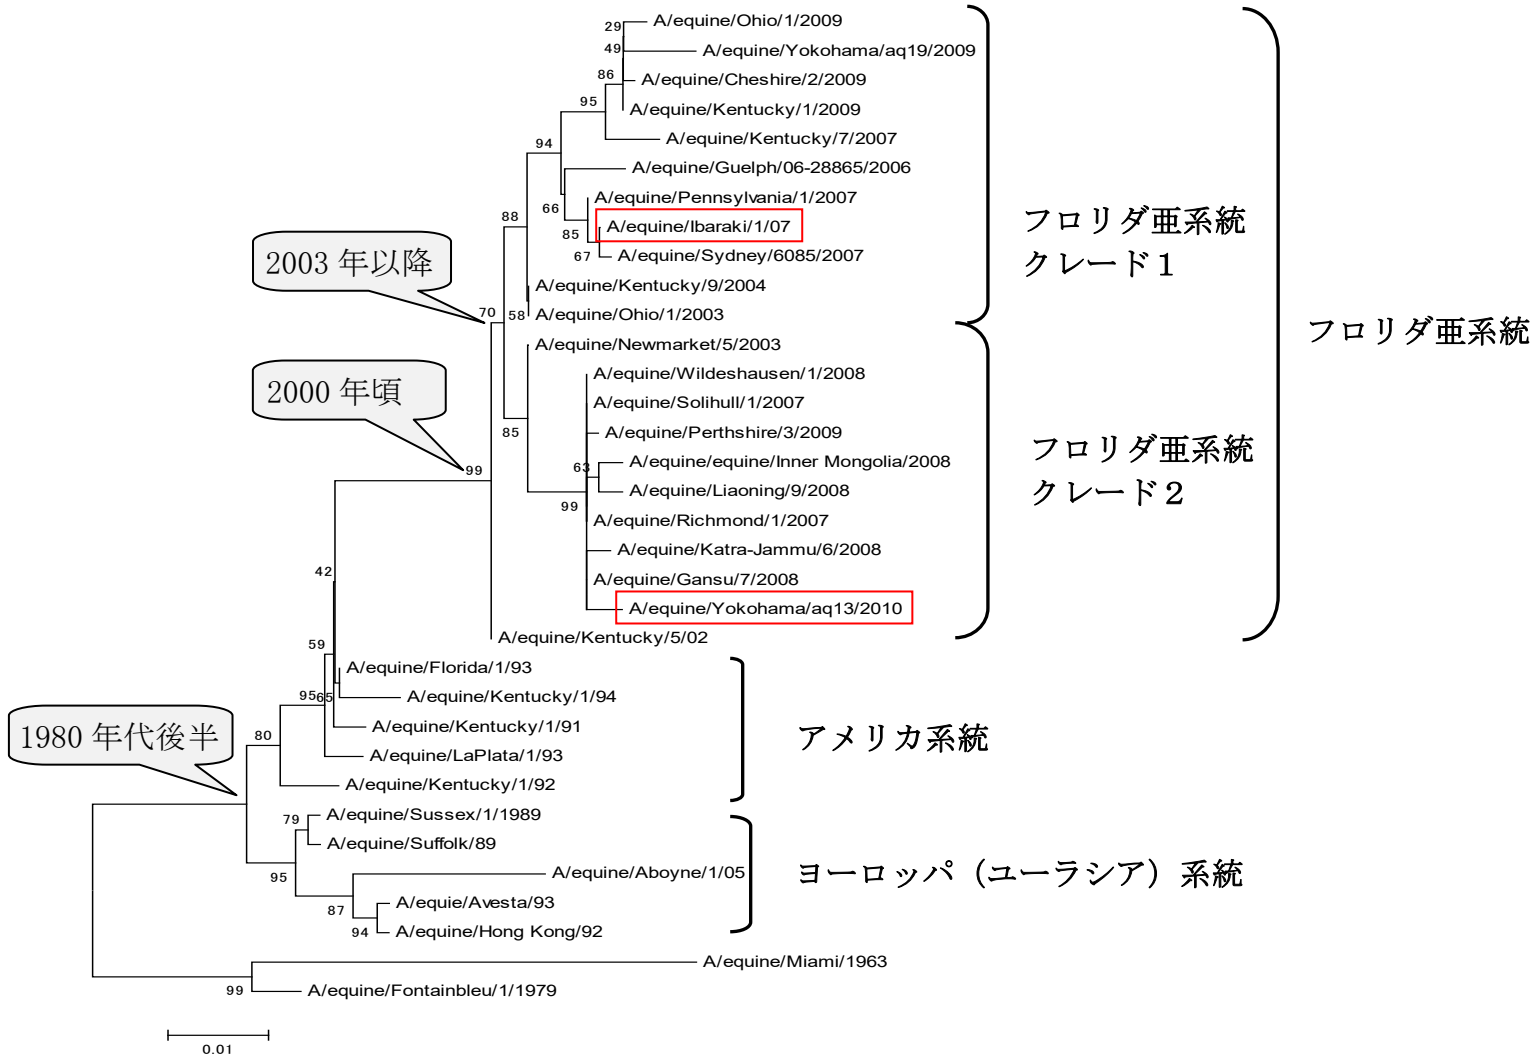 A/equine/Ohio/1/2009
29
A/equine/Yokohama/aq19/2009
49
A/equine/Cheshire/2/2009
86
A/equine/Kentucky/1/2009
95
A/equine/Kentucky/7/2007
94
A/equine/Guelph/06-28865/2006
A/equine/Pennsylvania/1/2007
66
A/equine/Ibaraki/1/07
85
A/equine/Sydney/6085/2007
67
88
A/equine/Kentucky/9/2004
A/equine/Ohio/1/2003
58
70
A/equine/Newmarket/5/2003
A/equine/Wildeshausen/1/2008
A/equine/Solihull/1/2007
A/equine/Perthshire/3/2009
85
A/equine/equine/Inner Mongolia/2008
63
A/equine/Liaoning/9/2008
99
A/equine/Richmond/1/2007
A/equine/Katra-Jammu/6/2008
A/equine/Gansu/7/2008
A/equine/Yokohama/aq13/2010
99
A/equine/Kentucky/5/02
42
A/equine/Florida/1/93
59
A/equine/Kentucky/1/94
95
65
A/equine/Kentucky/1/91
80
A/equine/LaPlata/1/93
A/equine/Kentucky/1/92
A/equine/Sussex/1/1989
79
A/equine/Suffolk/89
95
A/equine/Aboyne/1/05
87
A/equie/Avesta/93
94
A/equine/Hong Kong/92
A/equine/Miami/1963
99
A/equine/Fontainbleu/1/1979
0.01
2003 年以降
2000 年頃
1980 年代後半
フロリダ亜系統
クレード１
フロリダ亜系統
クレード２
フロリダ亜系統
アメリカ系統
ヨーロッパ（ユーラシア）系統